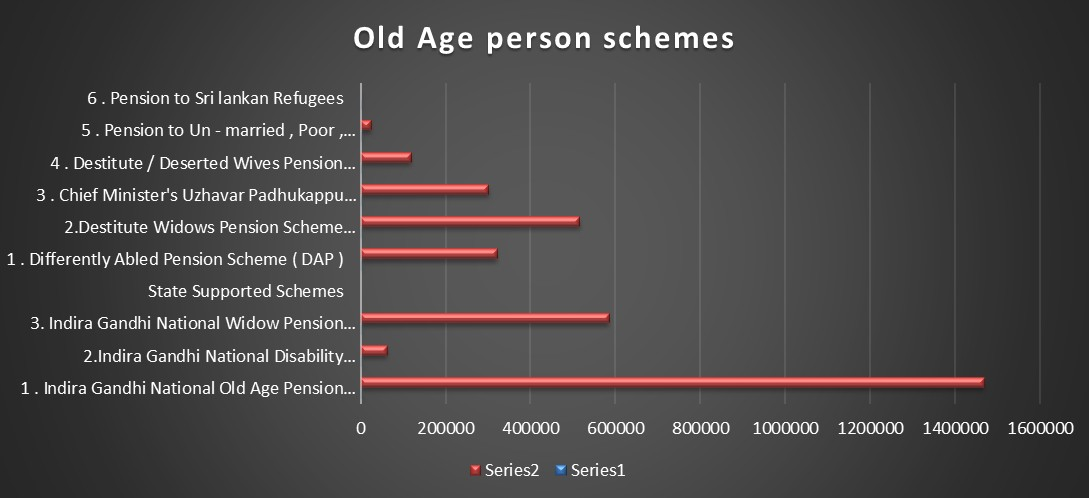 Old Age person schemes
6 . Pension to Sri lankan Refugees
5 . Pension to Un - married , Poor ,...
4 . Destitute / Deserted Wives Pension...
3 . Chief Minister's Uzhavar Padhukappu...
2.Destitute Widows Pension Scheme...
1 . Differently Abled Pension Scheme ( DAP )
State Supported Schemes
3. Indira Gandhi National Widow Pension...
2.Indira Gandhi National Disability...
1 . Indira Gandhi National Old Age Pension...
0 200000 400000 600000 800000 1000000 1200000 1400000 1600000
Series2 Series1